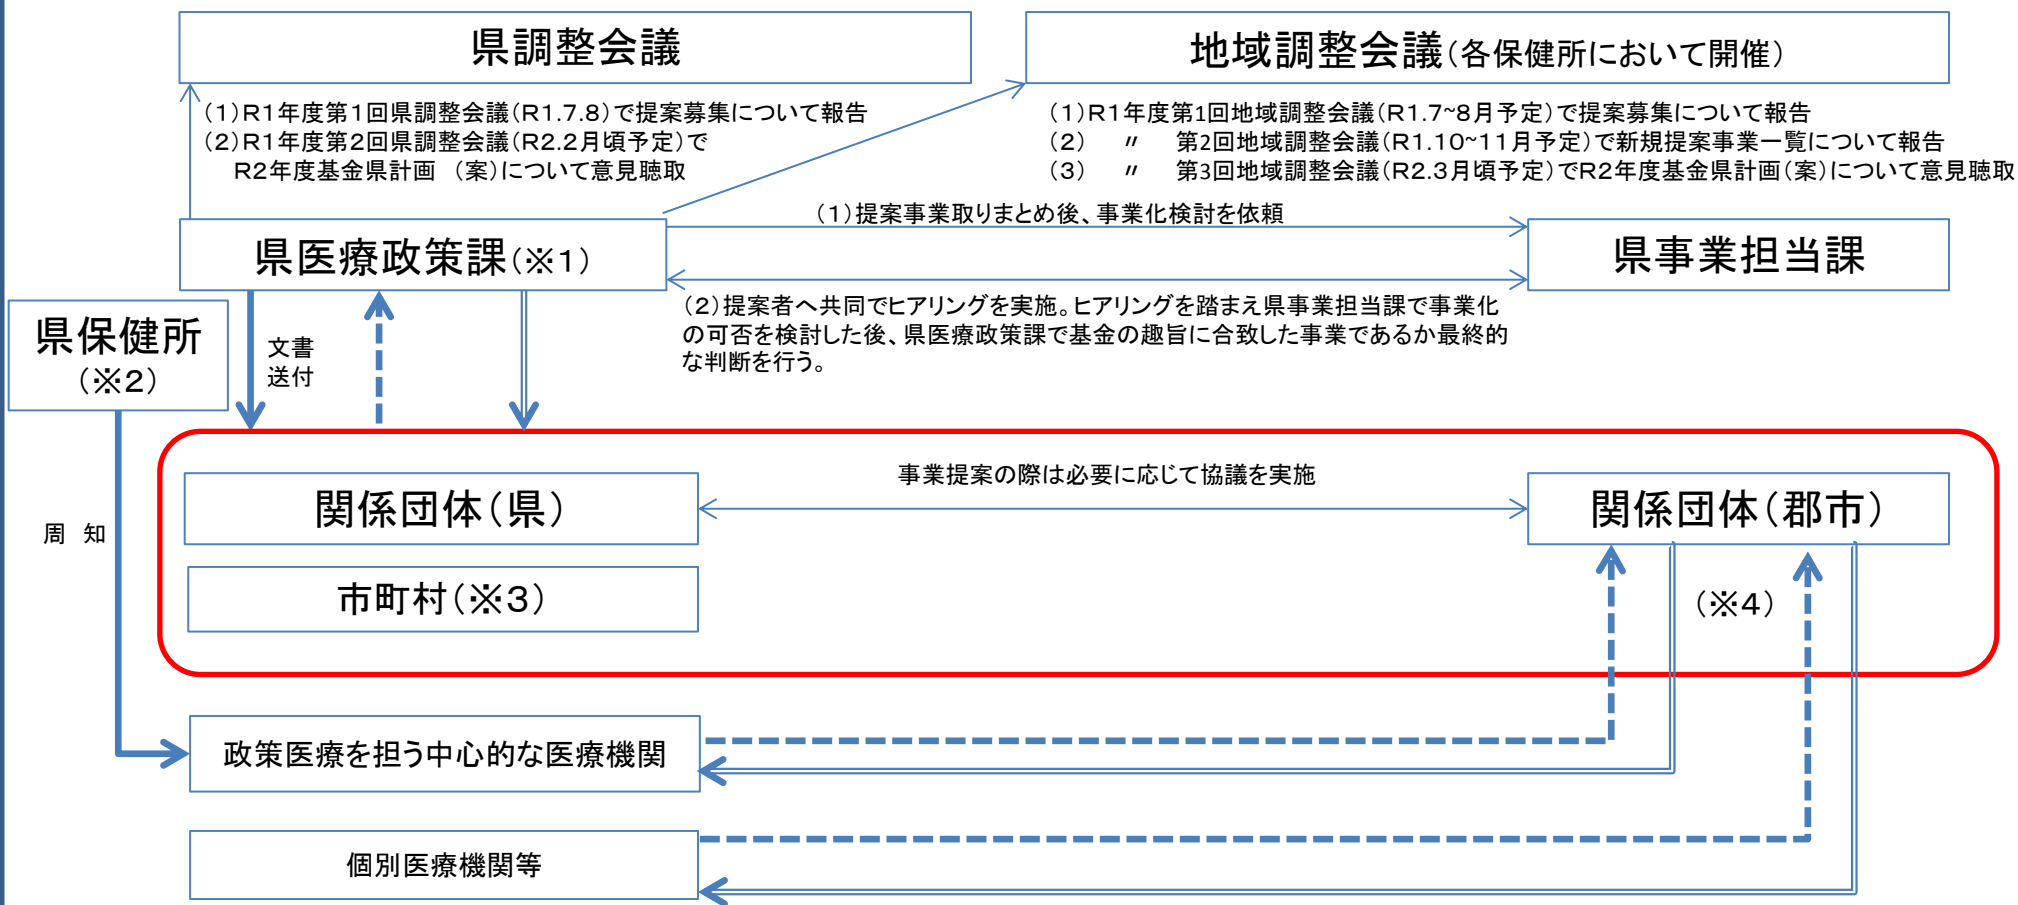 県調整会議
地域調整会議(各保健所において開催)
(1)R1年度第1回県調整会議(R1.7.8)で提案募集について報告
(2)R1年度第2回県調整会議(R2.2月頃予定)で
R2年度基金県計画 (案)について意見聴取
(1)R1年度第1回地域調整会議(R1.7~8月予定)で提案募集について報告
(2) 〃 第2回地域調整会議(R1.10~11月予定)で新規提案事業一覧について報告
(3) 〃 第3回地域調整会議(R2.3月頃予定)でR2年度基金県計画(案)について意見聴取
(1)提案事業取りまとめ後、事業化検討を依頼
県医療政策課(※1)
県事業担当課
(2)提案者へ共同でヒアリングを実施。ヒアリングを踏まえ県事業担当課で事業化
の可否を検討した後、県医療政策課で基金の趣旨に合致した事業であるか最終的
な判断を行う。
県保健所
(※2)
文書
送付
事業提案の際は必要に応じて協議を実施
関係団体(県)
関係団体(郡市)
周 知
市町村(※3)
(※4)
政策医療を担う中心的な医療機関
個別医療機関等